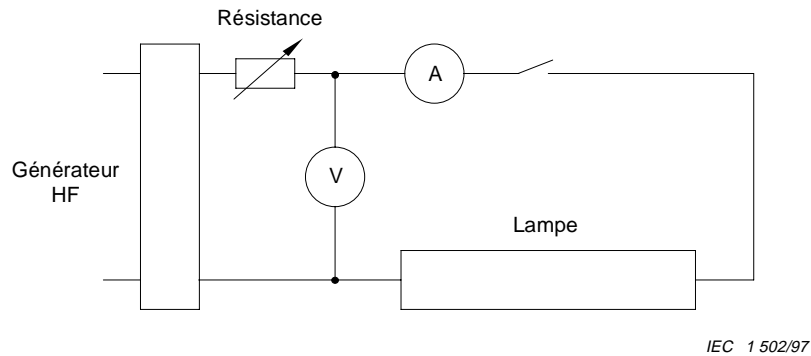 Résistance
A
Générateur
HF
V
Lampe
IEC 1 502/97